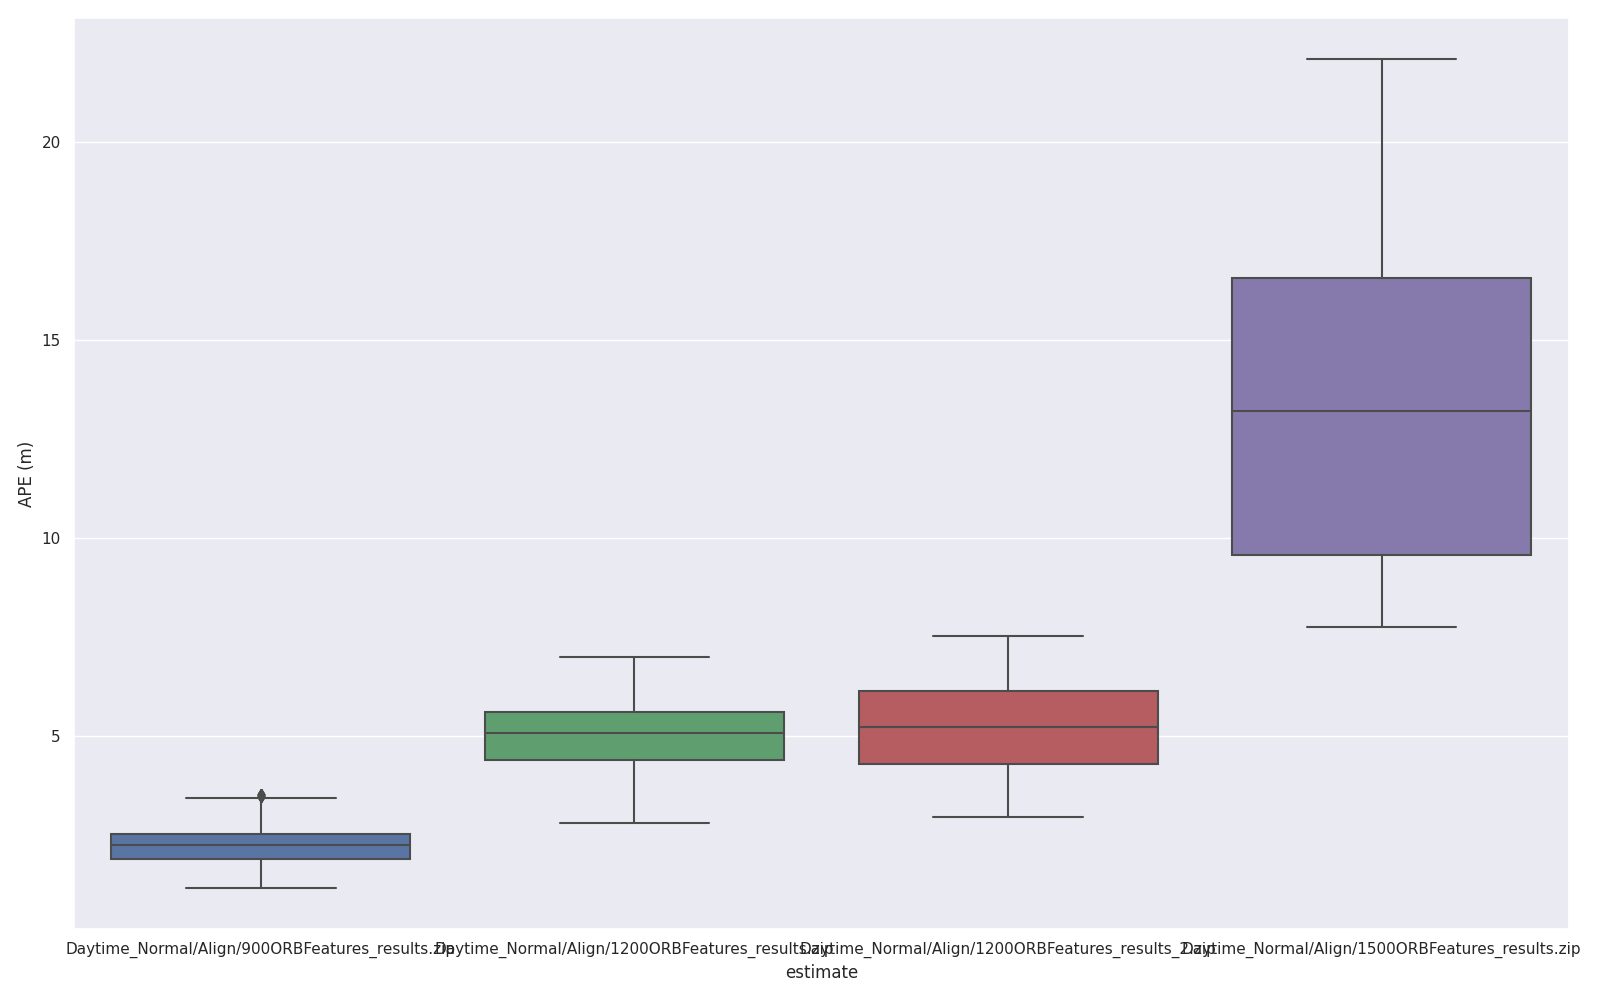 20
15
10
5
APE (m)
Daytime_Normal/Align/900ORBFeatures_results.zip
Daytime_Normal/Align/1200ORBFeatures_results.zip
Daytime_Normal/Align/1200ORBFeatures_results_2.zip
Daytime_Normal/Align/1500ORBFeatures_results.zip
estimate